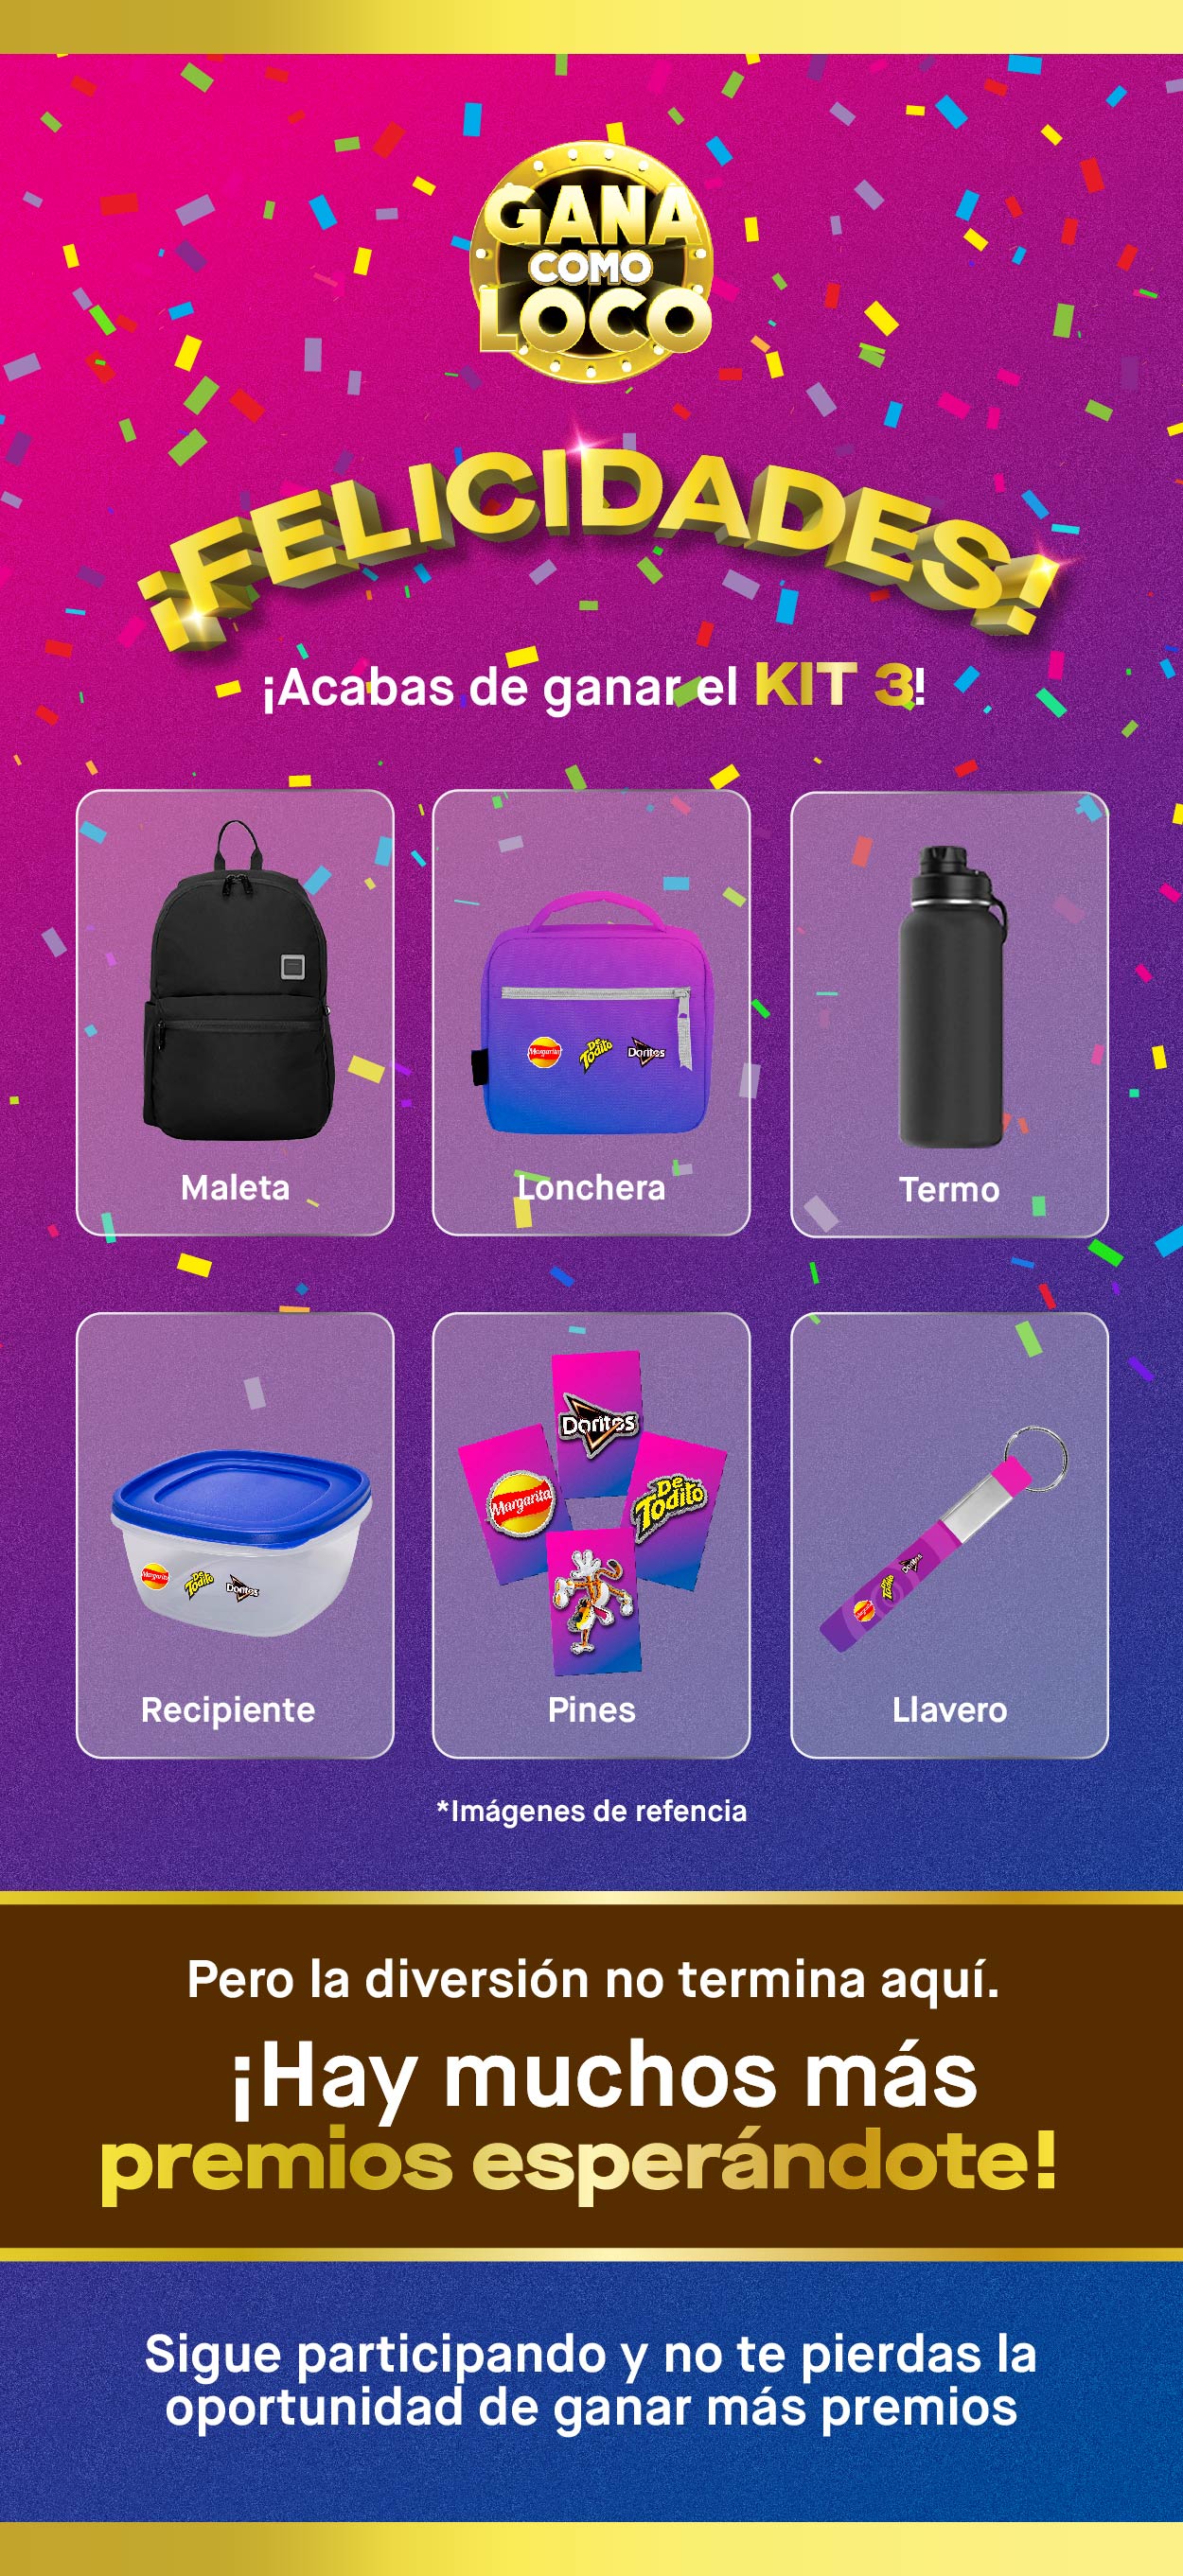 GANA
COMO
LOCO
¡FELICIDADES!
¡Acabas de ganar el KIT 3!
Margarita De Todito Doritos
Maleta
Lonchera
Termo
Doritos
Margarita
De Todito
Margarita De Todito Doritos
Margarita De Todito Doritos
Recipiente
Pines
Llavero
*Imágenes de refencia
Pero la diversión no termina aquí.
¡Hay muchos más
premios esperándote!
Sigue participando y no te pierdas la
oportunidad de ganar más premios